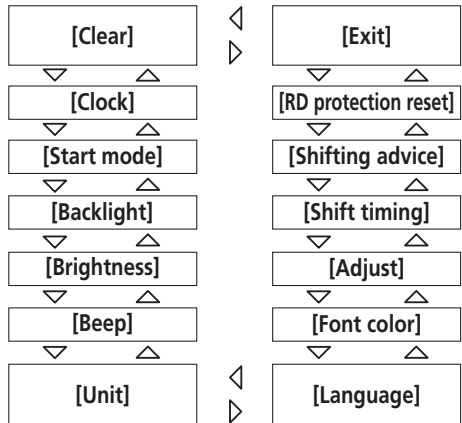 [Clear]
[Exit]
[Clock]
[RD protection reset]
[Start mode]
[Shifting advice]
[Backlight]
[Shift timing]
[Brightness]
[Adjust]
[Beep]
[Font color]
[Unit]
[Language]